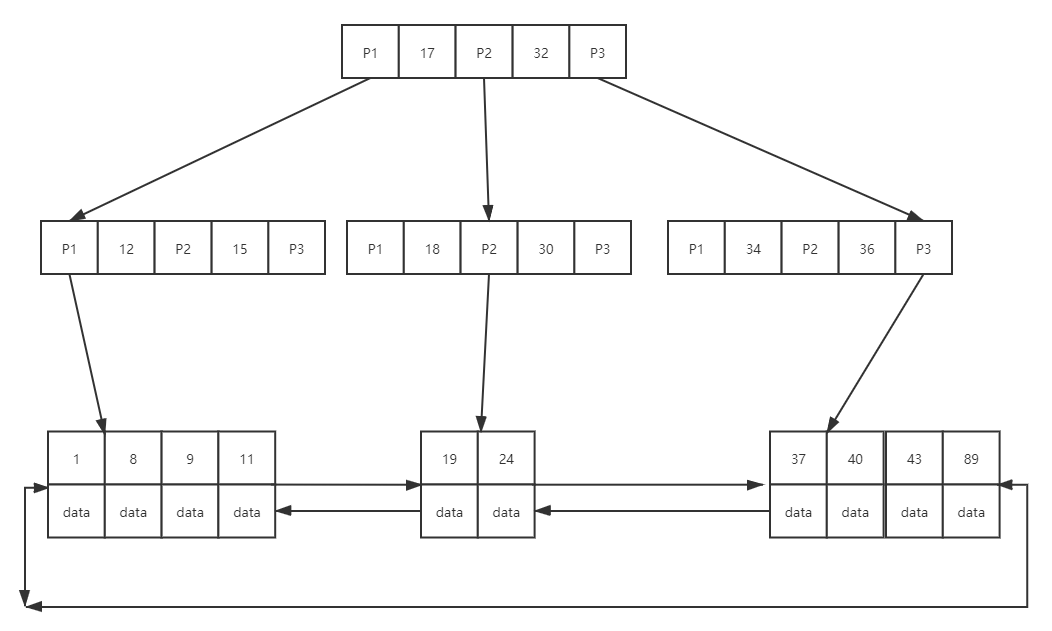 P1 17 P2 32 P3
P1 12 P2 15 P3
P1 18 P2 30 P3
P1 34 P2 36 P3
1 8 9 11
data data data data
19 24
data data
37 40 43 89
data data data data